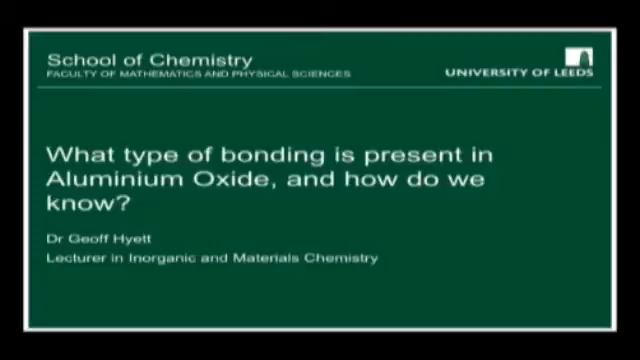 School of Chemistry
FACULTY OF MATHEMATICS AND PHYSICAL SCIENCES
UNIVERSITY OF LEEDS
What type of bonding is present in
Aluminium Oxide, and how do we
know?
Dr Geoff Hyett
Lecturer in Inorganic and Materials Chemistry